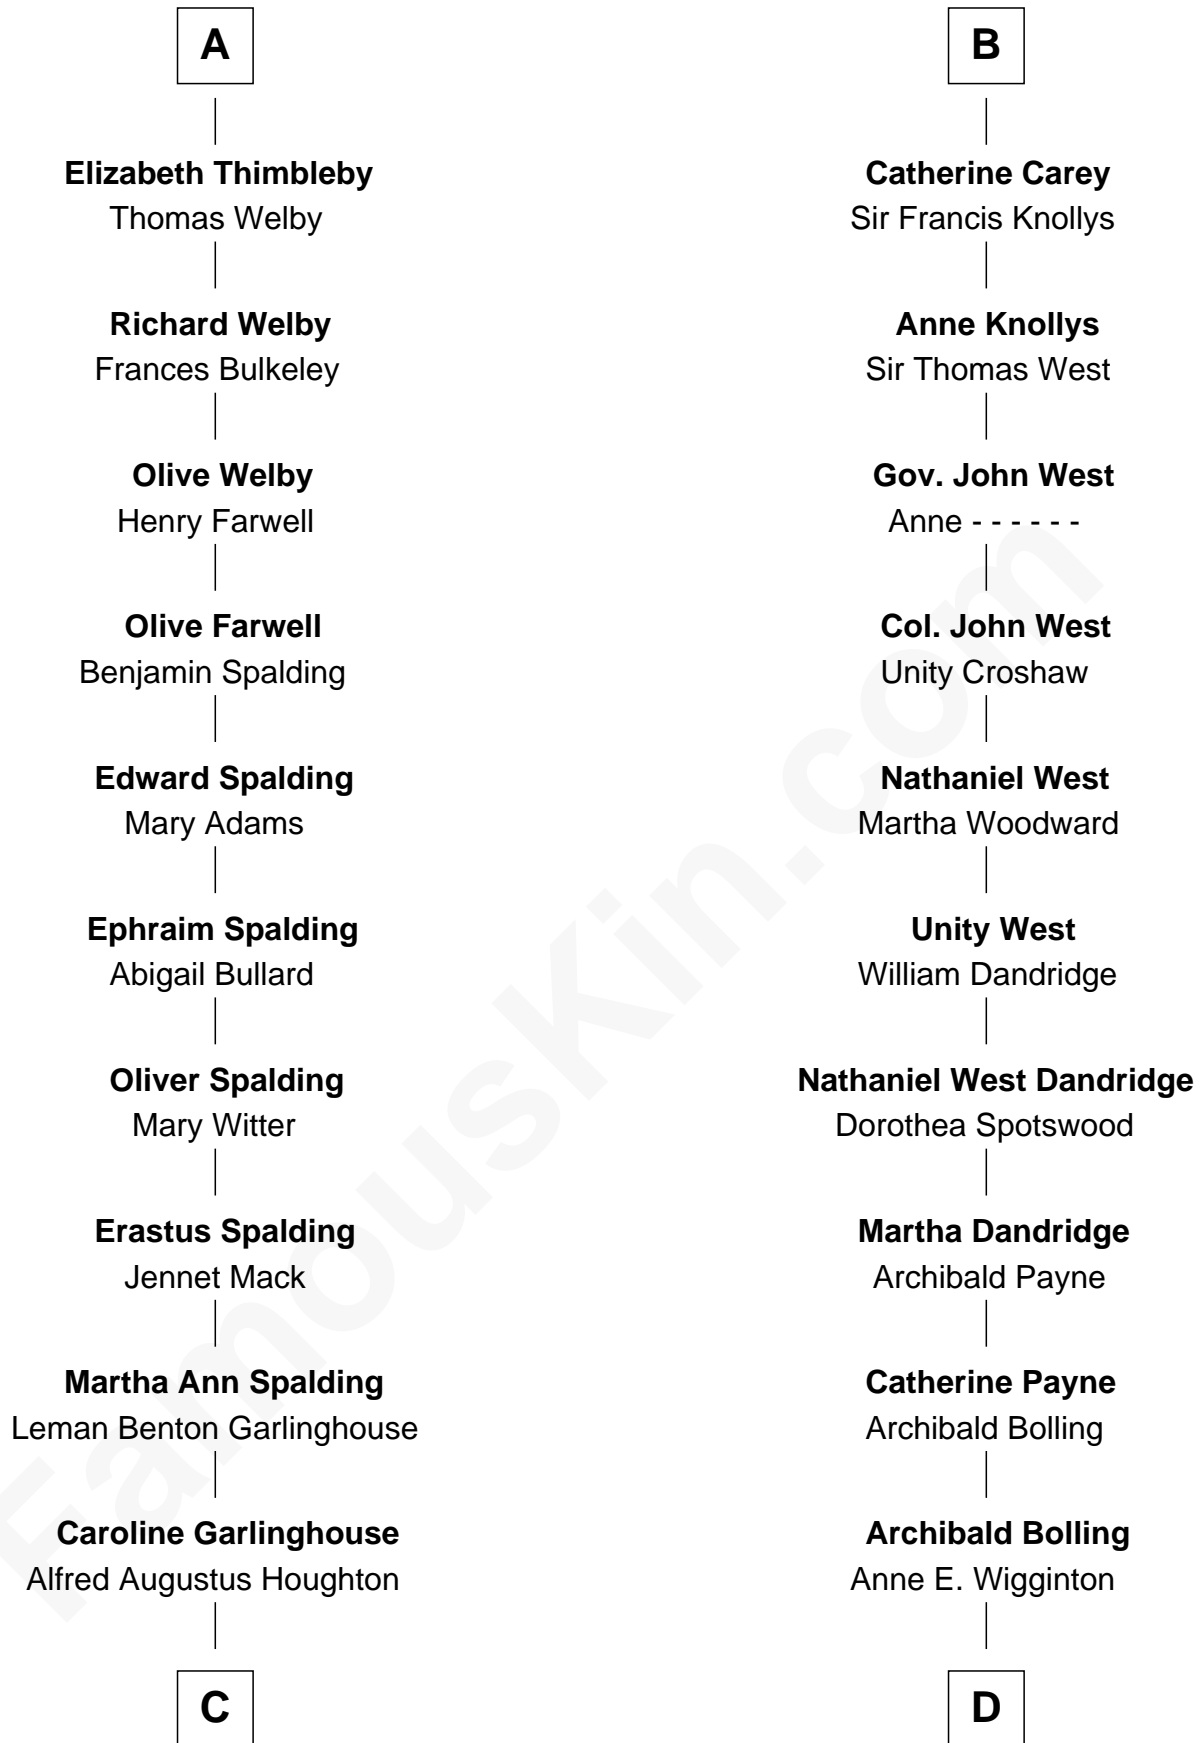 A
Elizabeth Thimbleby
Thomas Welby
Richard Welby
Frances Bulkeley
Olive Welby
Henry Farwell
Olive Farwell
Benjamin Spalding
Edward Spalding
Mary Adams
Ephraim Spalding
Abigail Bullard
Oliver Spalding
Mary Witter
Erastus Spalding
Jennet Mack
Martha Ann Spalding
Leman Benton Garlinghouse
Caroline Garlinghouse
Alfred Augustus Houghton
C
B
Catherine Carey
Sir Francis Knollys
Anne Knollys
Sir Thomas West
Gov. John West
Anne - - - - - -
Col. John West
Unity Croshaw
Nathaniel West
Martha Woodward
Unity West
William Dandridge
Nathaniel West Dandridge
Dorothea Spotswood
Martha Dandridge
Archibald Payne
Catherine Payne
Archibald Bolling
Archibald Bolling
Anne E. Wigginton
D
FamousKin.com